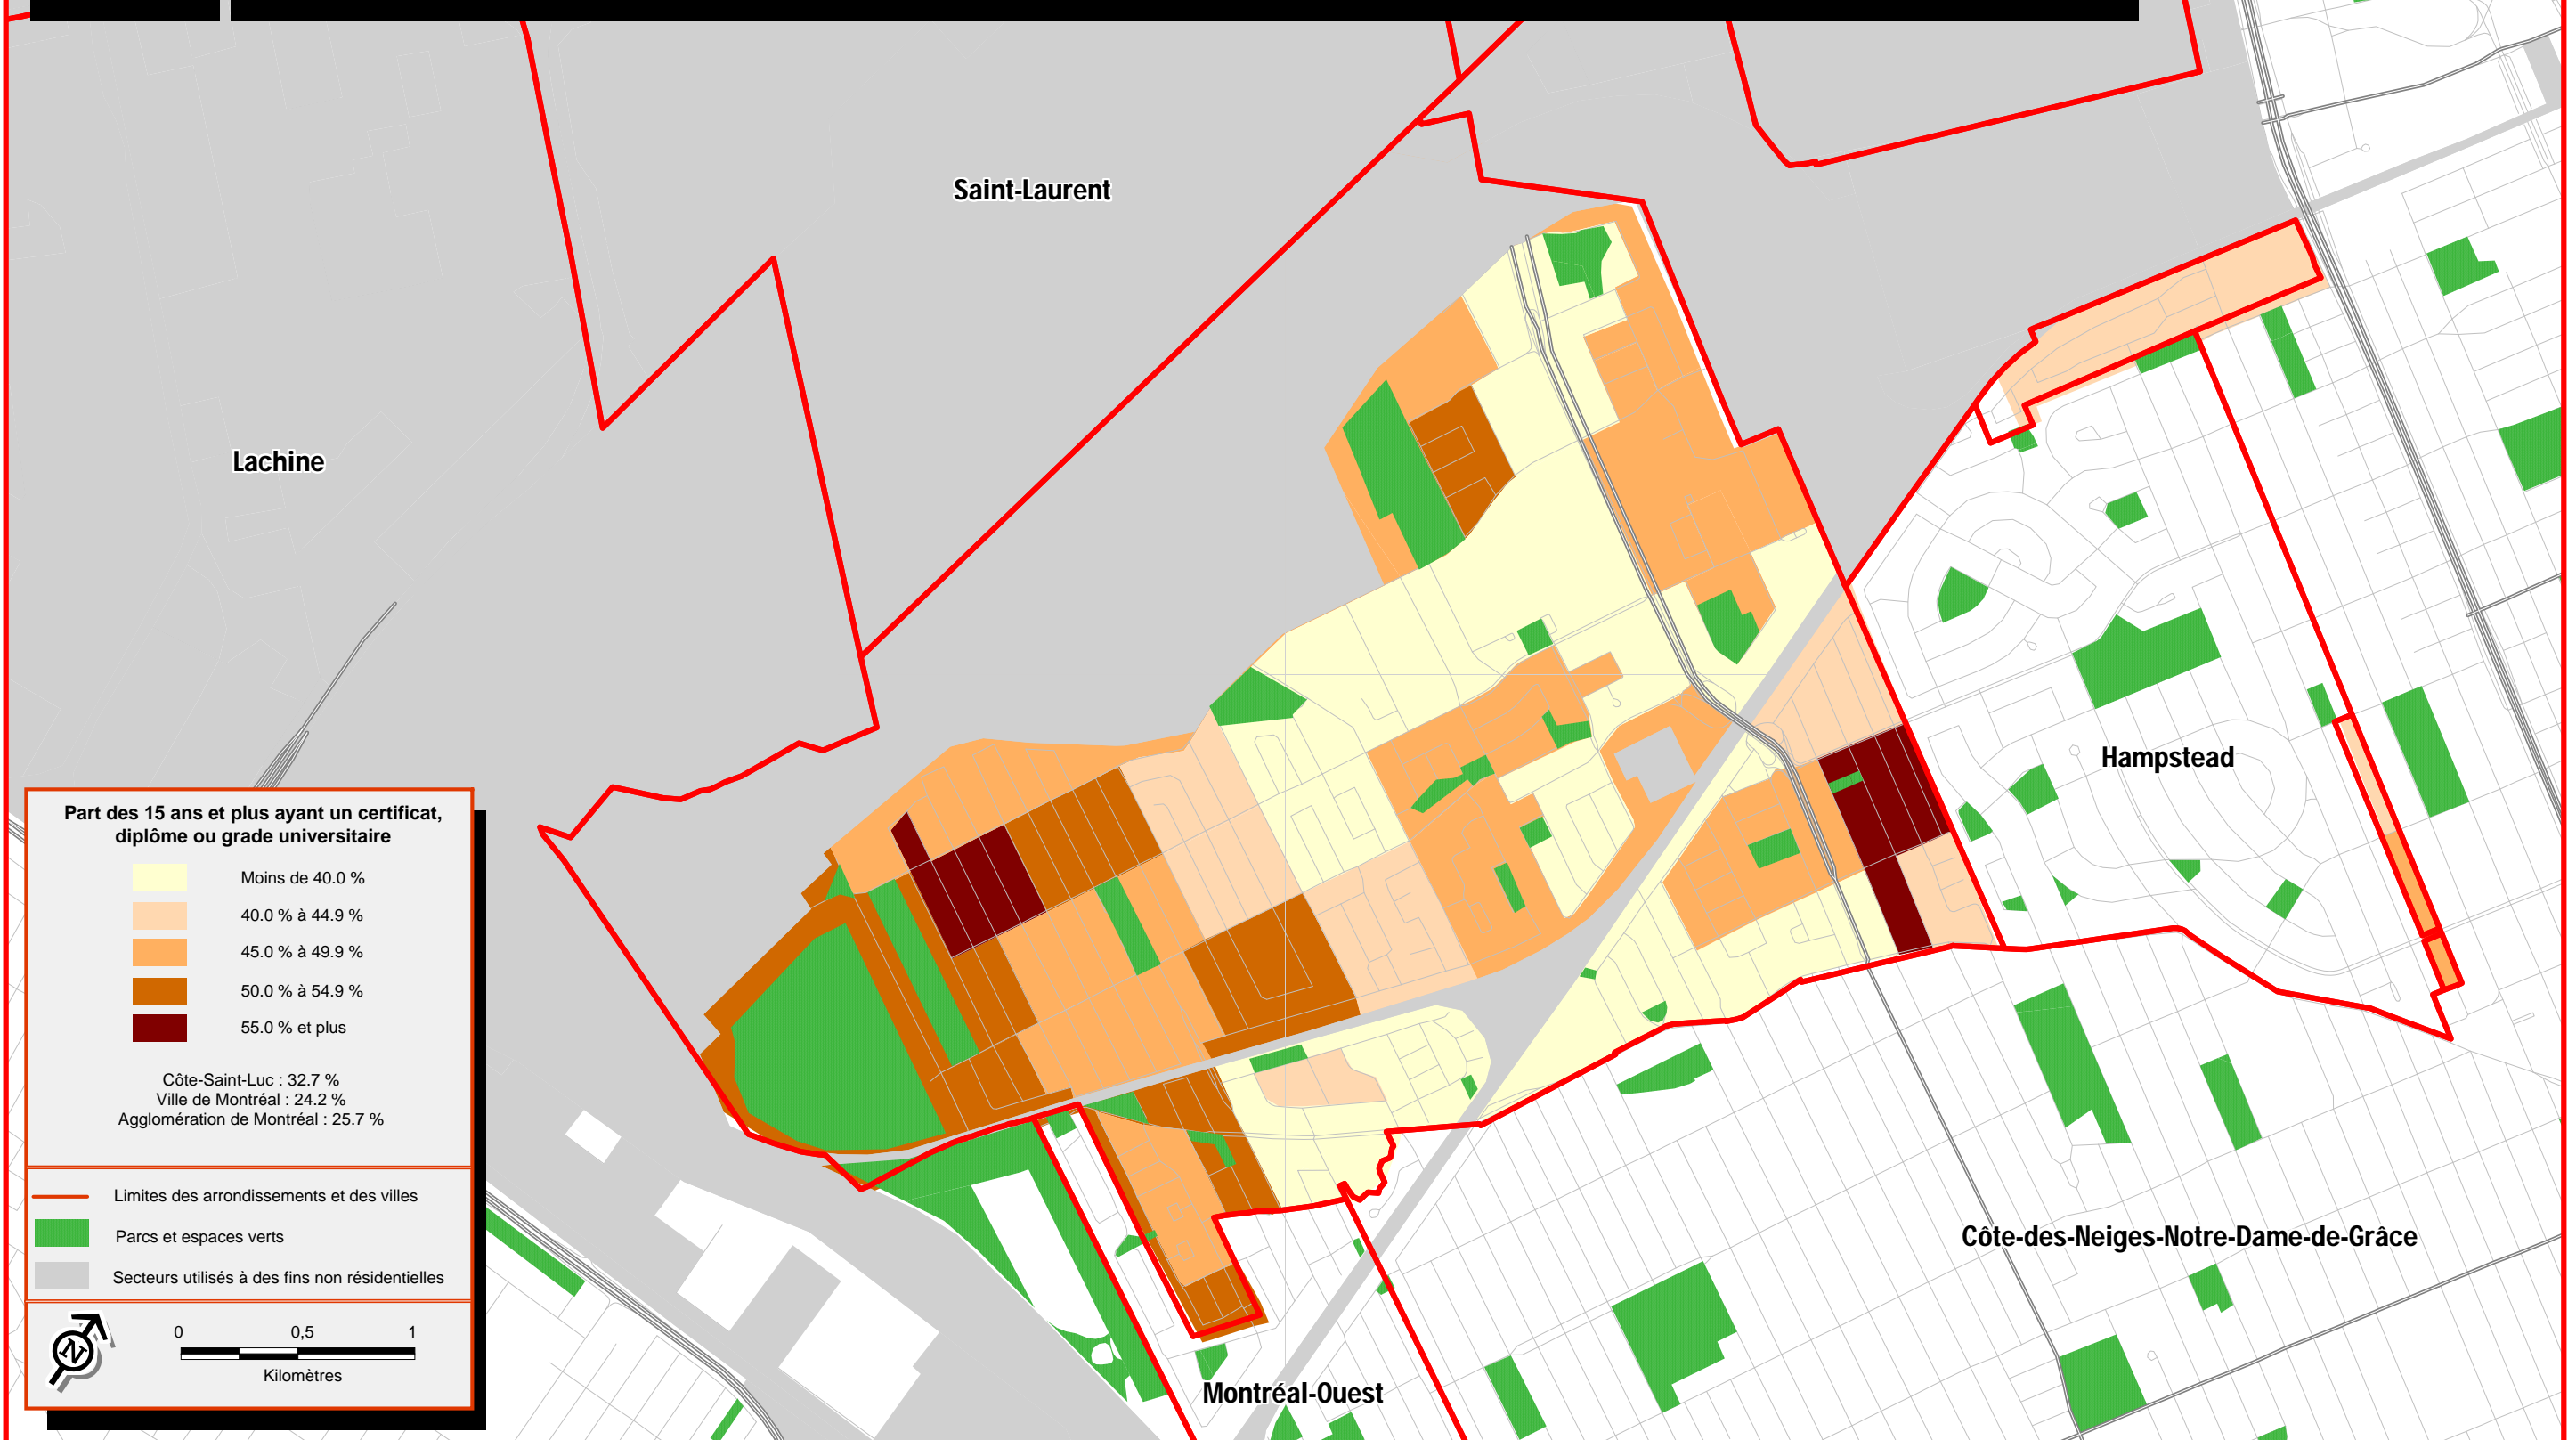 Saint-Laurent
Lachine
Hampstead
Côte-des-Neiges-Notre-Dame-de-Grâce
Montréal-Ouest
Part des 15 ans et plus ayant un certificat,
diplôme ou grade universitaire
Moins de 40.0 %
40.0 % à 44.9 %
45.0 % à 49.9 %
50.0 % à 54.9 %
55.0 % et plus
Côte-Saint-Luc : 32.7 %
Ville de Montréal : 24.2 %
Agglomération de Montréal : 25.7 %
Limites des arrondissements et des villes
Parcs et espaces verts
Secteurs utilisés à des fins non résidentielles
N
0 0,5 1
Kilomètres